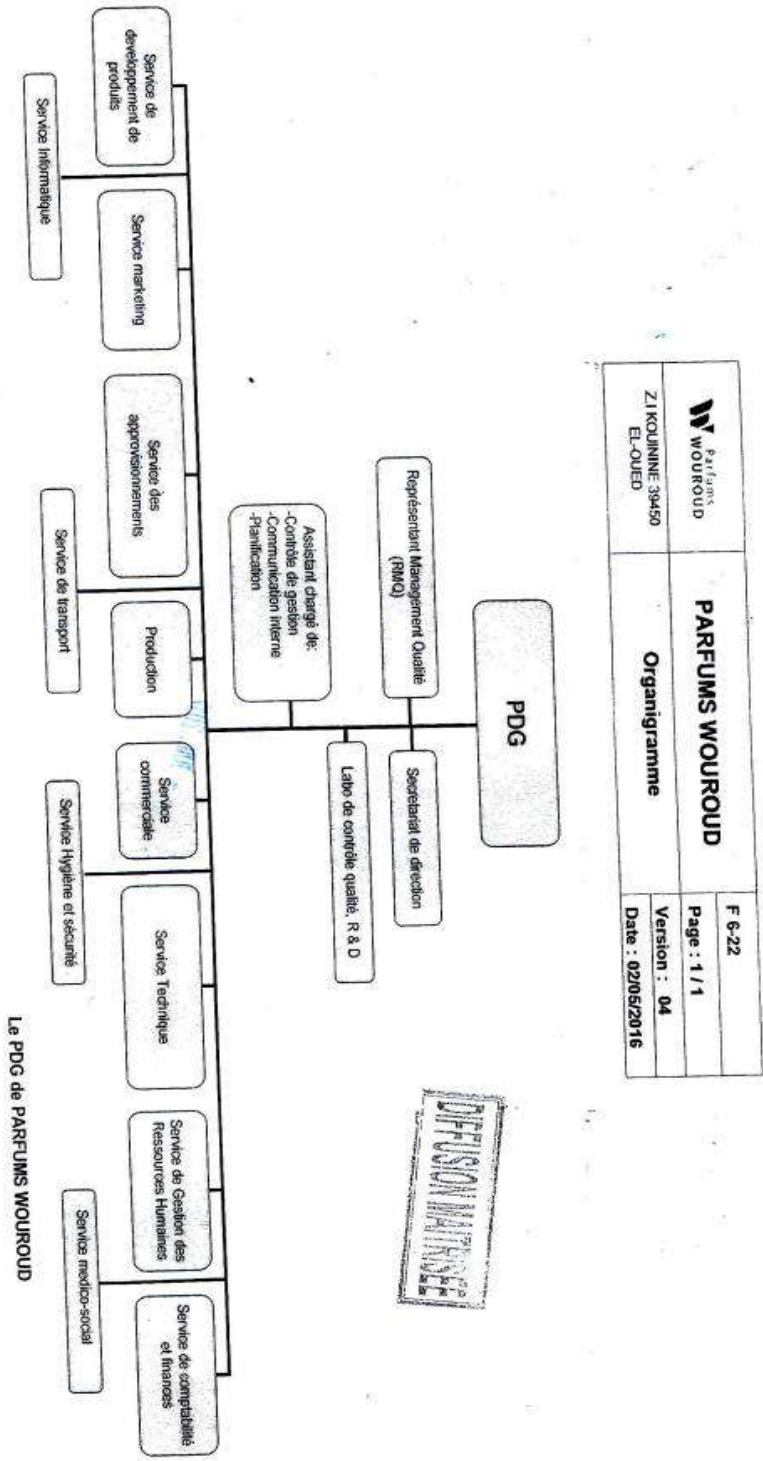 Parfums
WOUROUD
Z.I KOUININE 39450
EL-OUED
PARFUMS WOUROUD
Organigramme
F 6-22
Page : 1 / 1
Version : 04
Date : 02/05/2016
PDG
Représentant Management Qualité
(RMQ)
Secretariat de direction
Assistant chargé de:
-Contrôle de gestion
-Communication interne
-Planification
Labo de contrôle qualité, R & D
DIFFUSION MAITRISEE
Service de
developpement de
produits
Service marketing
Service des
approvisionnements
Production
Service
commerciale
Service Technique
Service de Gestion des
Ressources Humaines
Service de comptabilité
et finances
Service Informatique
Service de transport
Service Hygiène et sécurité
Service medico-social
Le PDG de PARFUMS WOUROUD